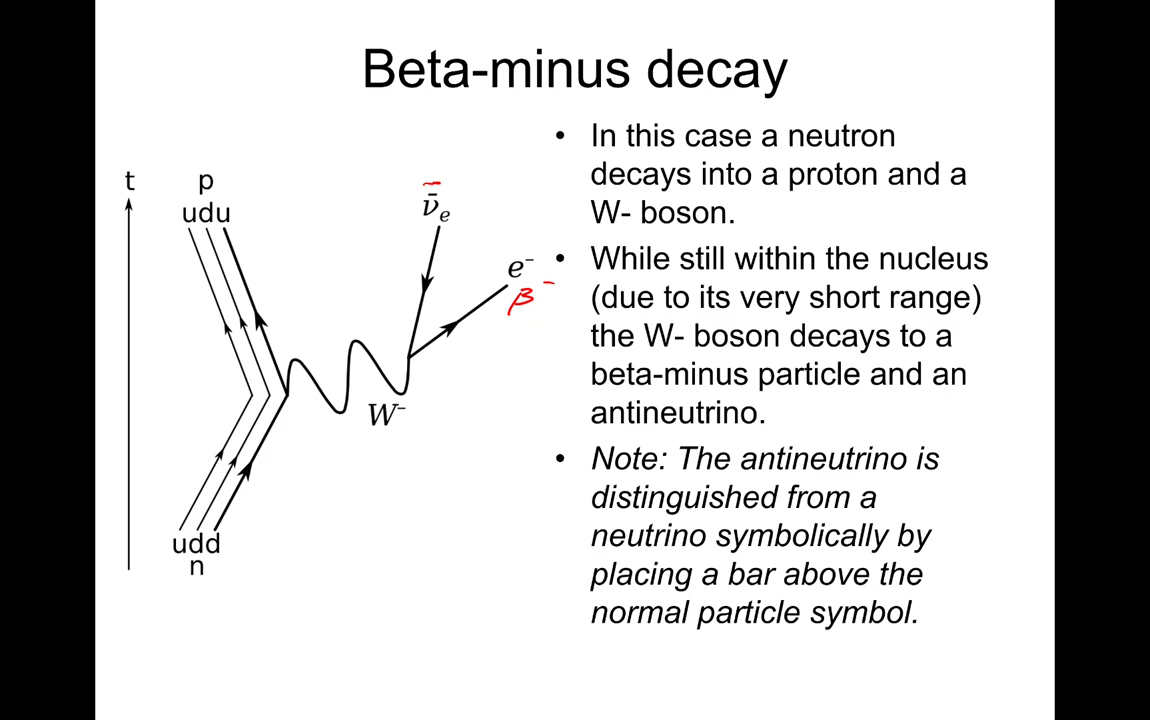 Beta-minus decay
t
p
udu
ν̄e
e⁻
β⁻
W⁻
udd
n
• In this case a neutron
decays into a proton and a
W- boson.
• While still within the nucleus
(due to its very short range)
the W- boson decays to a
beta-minus particle and an
antineutrino.
• Note: The antineutrino is
distinguished from a
neutrino symbolically by
placing a bar above the
normal particle symbol.